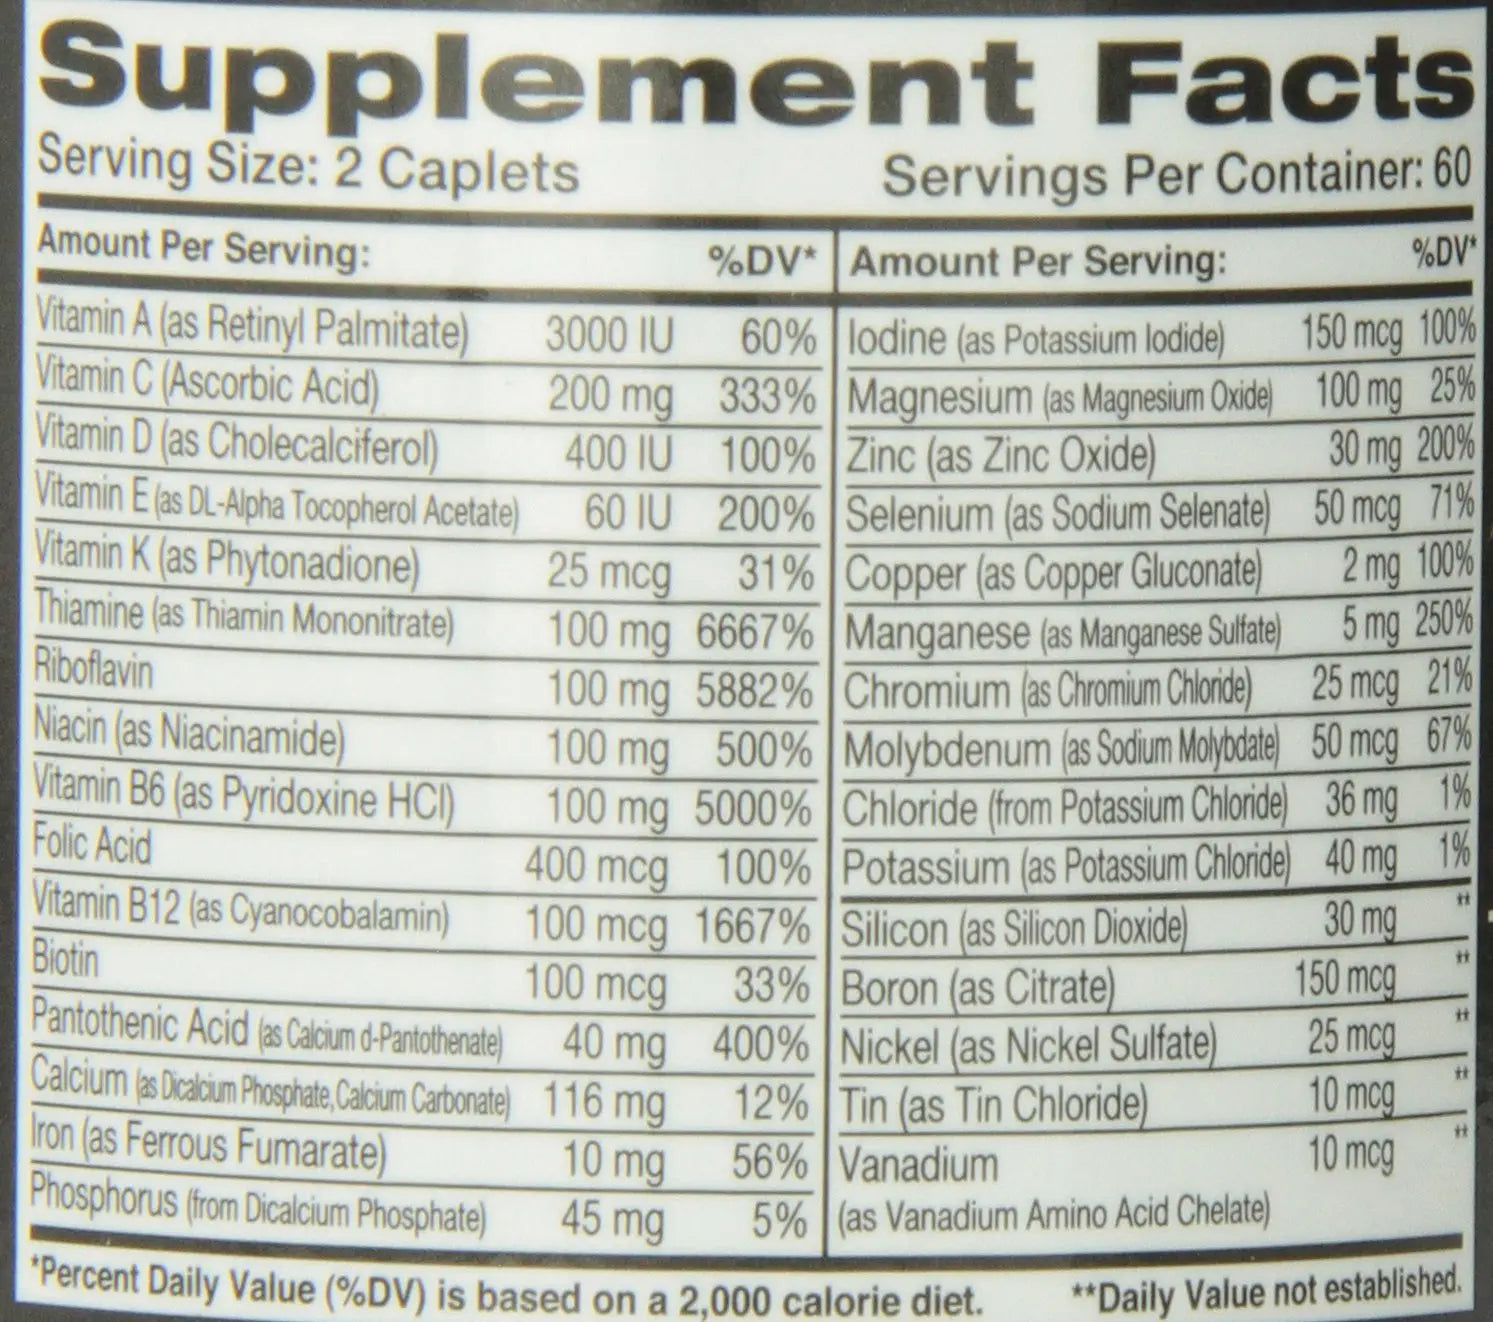 Supplement Facts
Serving Size: 2 Caplets Servings Per Container: 60
Amount Per Serving: %DV*
Vitamin A (as Retinyl Palmitate) 3000 IU 60%
Vitamin C (Ascorbic Acid) 200 mg 333%
Vitamin D (as Cholecalciferol) 400 IU 100%
Vitamin E (as DL-Alpha Tocopherol Acetate) 60 IU 200%
Vitamin K (as Phytonadione) 25 mcg 31%
Thiamine (as Thiamin Mononitrate) 100 mg 6667%
Riboflavin 100 mg 5882%
Niacin (as Niacinamide) 100 mg 500%
Vitamin B6 (as Pyridoxine HCl) 100 mg 5000%
Folic Acid 400 mcg 100%
Vitamin B12 (as Cyanocobalamin) 100 mcg 1667%
Biotin 100 mcg 33%
Pantothenic Acid (as Calcium d-Pantothenate) 40 mg 400%
Calcium (as Dicalcium Phosphate, Calcium Carbonate) 116 mg 12%
Iron (as Ferrous Fumarate) 10 mg 56%
Phosphorus (from Dicalcium Phosphate) 45 mg 5%
Amount Per Serving: %DV*
Iodine (as Potassium Iodide) 150 mcg 100%
Magnesium (as Magnesium Oxide) 100 mg 25%
Zinc (as Zinc Oxide) 30 mg 200%
Selenium (as Sodium Selenate) 50 mcg 71%
Copper (as Copper Gluconate) 2 mg 100%
Manganese (as Manganese Sulfate) 5 mg 250%
Chromium (as Chromium Chloride) 25 mcg 21%
Molybdenum (as Sodium Molybdate) 50 mcg 67%
Chloride (from Potassium Chloride) 36 mg 1%
Potassium (as Potassium Chloride) 40 mg 1%
Silicon (as Silicon Dioxide) 30 mg **
Boron (as Citrate) 150 mcg **
Nickel (as Nickel Sulfate) 25 mcg **
Tin (as Tin Chloride) 10 mcg **
Vanadium 10 mcg **
(as Vanadium Amino Acid Chelate)
*Percent Daily Value (%DV) is based on a 2,000 calorie diet. **Daily Value not established.